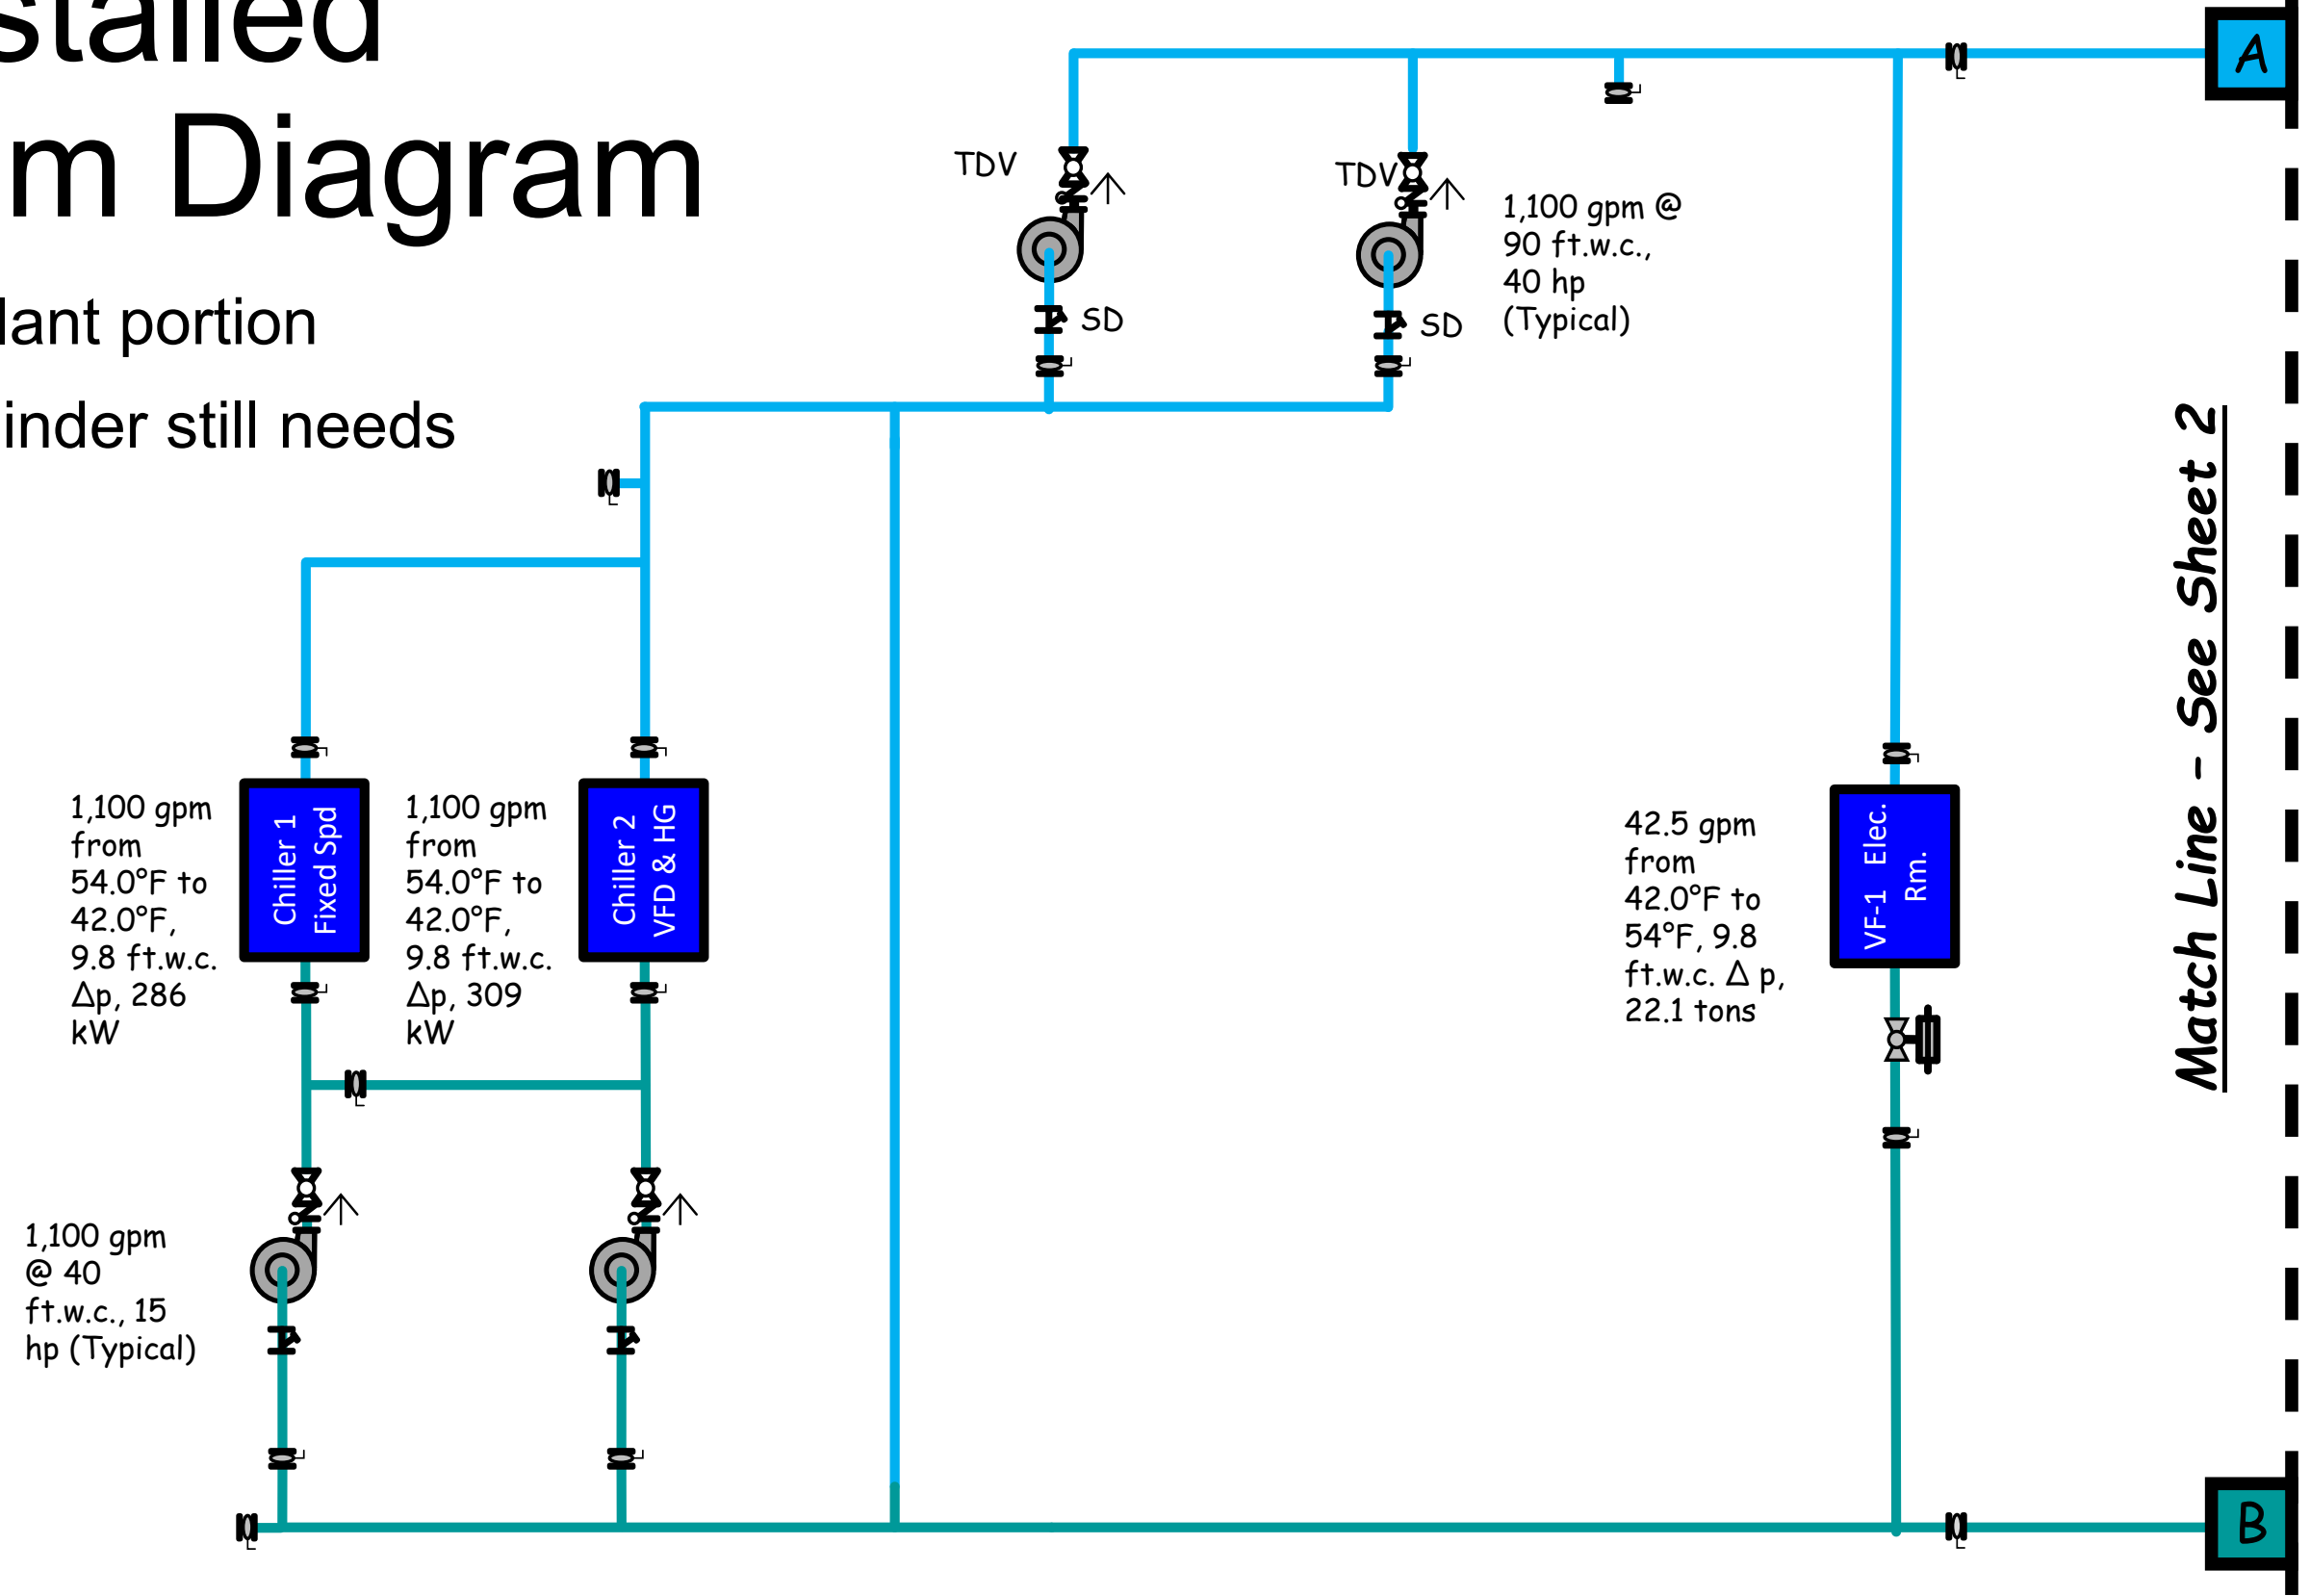 stalled
m Diagram
lant portion
inder still needs
A
TDV
TDV
1,100 gpm @
90 ft.w.c.,
40 hp
(Typical)
SD
SD
Match Line - See Sheet 2
1,100 gpm
from
54.0°F to
42.0°F,
9.8 ft.w.c.
Δp, 286
kW
Chiller 1
Fixed Spd
1,100 gpm
from
54.0°F to
42.0°F,
9.8 ft.w.c.
Δp, 309
kW
Chiller 2
VFD & HG
42.5 gpm
from
42.0°F to
54°F, 9.8
ft.w.c. Δ p,
22.1 tons
VF-1 Elec.
Rm.
1,100 gpm
@ 40
ft.w.c., 15
hp (Typical)
B